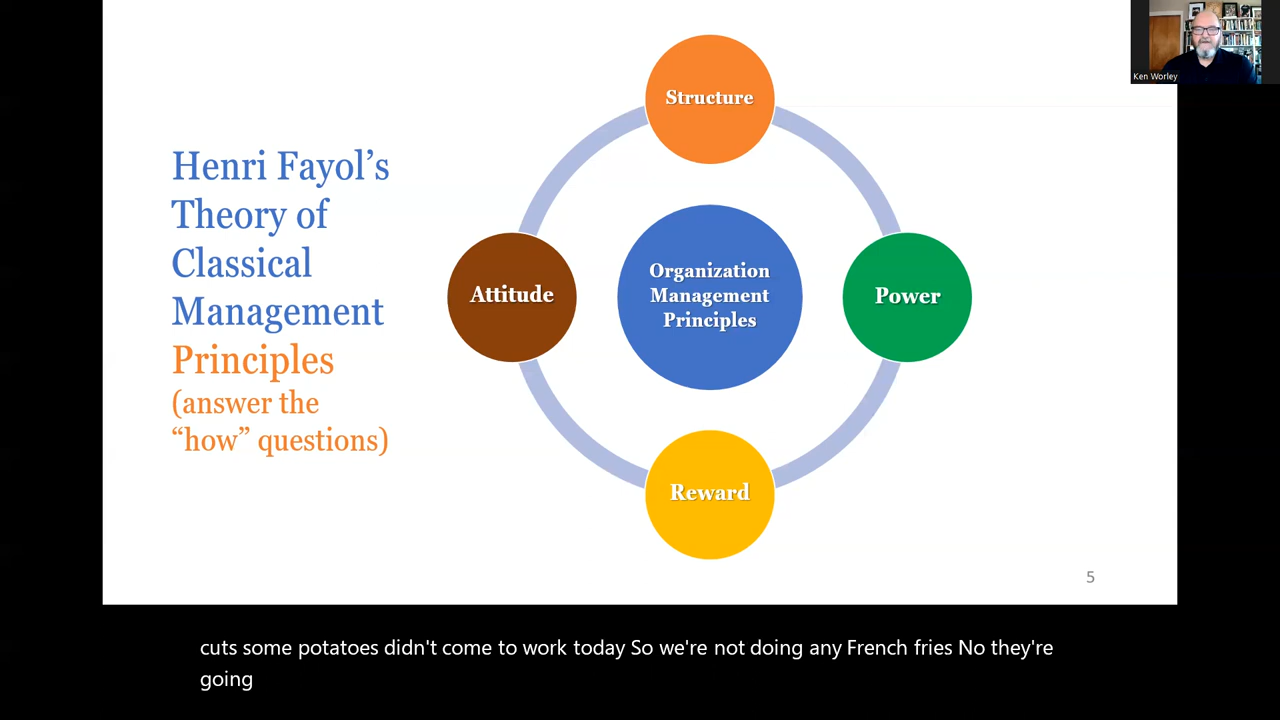 Henri Fayol’s
Theory of
Classical
Management
Principles
(answer the
“how” questions)
Structure
Attitude
Organization
Management
Principles
Power
Reward
5
Ken Worley
cuts some potatoes didn't come to work today So we're not doing any French fries No they're
going